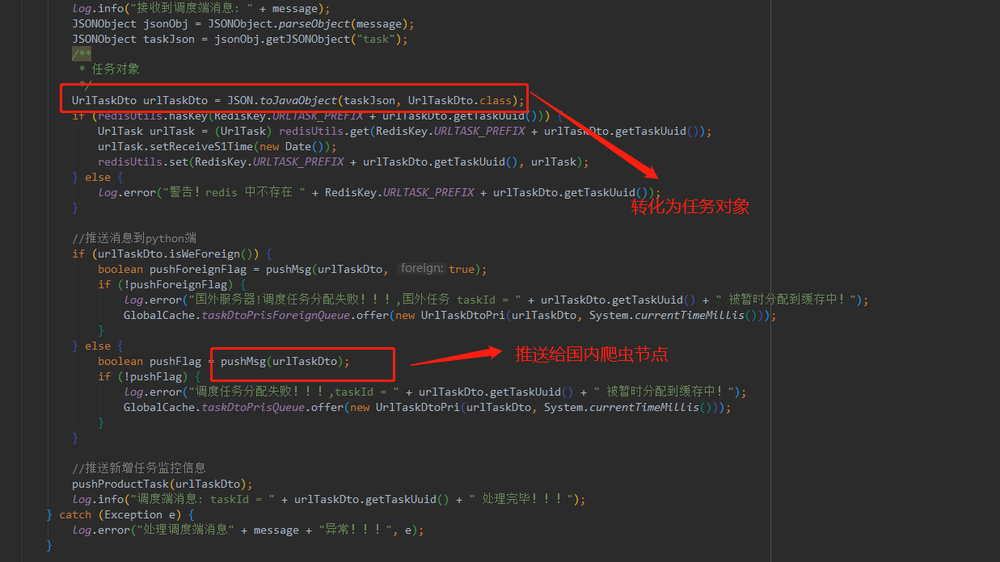 log.info("接收到调度端消息: " + message);
JSONObject jsonObj = JSONObject.parseObject(message);
JSONObject taskJson = jsonObj.getJSONObject("task");
/**
* 任务对象
*/
UrlTaskDto urlTaskDto = JSON.toJavaObject(taskJson, UrlTaskDto.class);
if (redisUtils.hasKey(RedisKey.URLTASK_PREFIX + urlTaskDto.getTaskUuid())) {
UrlTask urlTask = (UrlTask) redisUtils.get(RedisKey.URLTASK_PREFIX + urlTaskDto.getTaskUuid());
urlTask.setReceiveS1Time(new Date());
redisUtils.set(RedisKey.URLTASK_PREFIX + urlTaskDto.getTaskUuid(), urlTask);
} else {
log.error("警告！redis 中不存在 " + RedisKey.URLTASK_PREFIX + urlTaskDto.getTaskUuid());
转化为任务对象
}
//推送消息到python端
if (urlTaskDto.isWeForeign()) {
boolean pushForeignFlag = pushMsg(urlTaskDto, foreign: true);
if (!pushForeignFlag) {
log.error("国外服务器!调度任务分配失败！！！,国外任务 taskId = " + urlTaskDto.getTaskUuid() + " 被暂时分配到缓存中！");
GlobalCache.taskDtoPrisForeignQueue.offer(new UrlTaskDtoPri(urlTaskDto, System.currentTimeMillis()));
}
} else {
boolean pushFlag = pushMsg(urlTaskDto);
推送给国内爬虫节点
if (!pushFlag) {
log.error("调度任务分配失败！！！,taskId = " + urlTaskDto.getTaskUuid() + " 被暂时分配到缓存中！");
GlobalCache.taskDtoPrisQueue.offer(new UrlTaskDtoPri(urlTaskDto, System.currentTimeMillis()));
}
}
//推送新增任务监控信息
pushProductTask(urlTaskDto);
log.info("调度端消息: taskId = " + urlTaskDto.getTaskUuid() + " 处理完毕！！！");
} catch (Exception e) {
log.error("处理调度端消息" + message + "异常！！！", e);
}